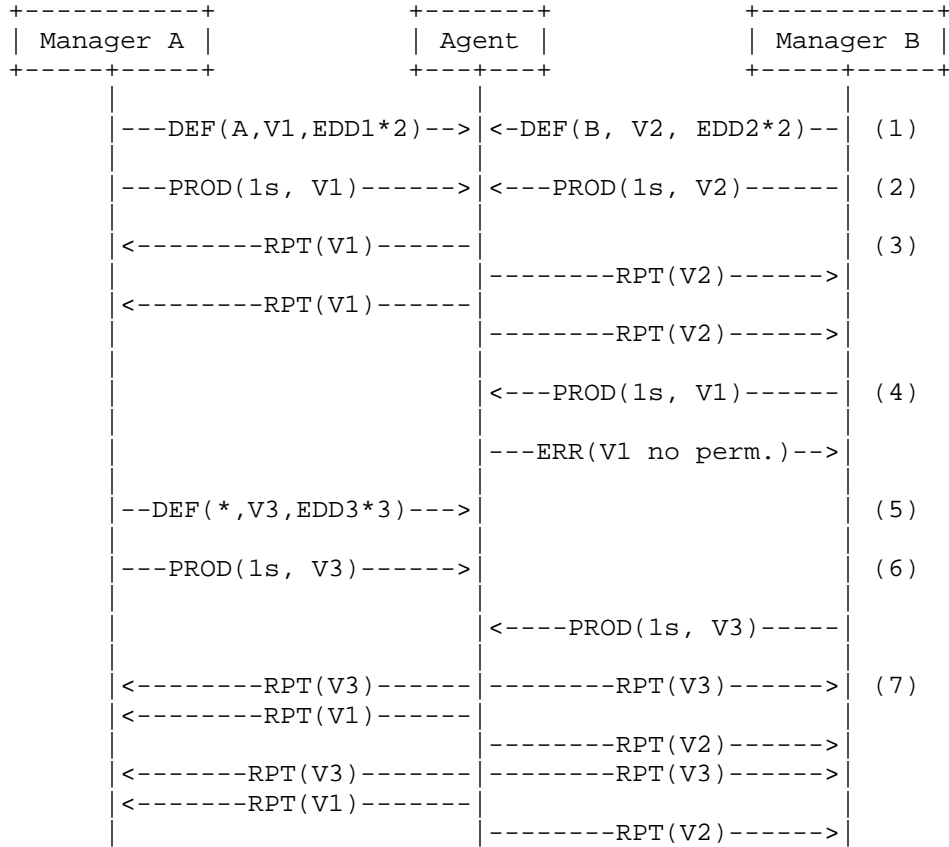 +-----------+ +-------+ +-----------+
| Manager A | | Agent | | Manager B |
+-----+-----+ +---+---+ +-----+-----+
| | |
|---DEF(A,V1,EDD1*2)-->|<-DEF(B, V2, EDD2*2)--| (1)
| | |
|---PROD(1s, V1)------>|<---PROD(1s, V2)------| (2)
| | |
|<--------RPT(V1)------| | (3)
| |--------RPT(V2)------>|
|<--------RPT(V1)------| |
| |--------RPT(V2)------>|
| | |
| |<---PROD(1s, V1)------| (4)
| | |
| |---ERR(V1 no perm.)-->|
| | |
|--DEF(*,V3,EDD3*3)--->| | (5)
| | |
|---PROD(1s, V3)------>| | (6)
| | |
| |<----PROD(1s, V3)-----|
| | |
|<--------RPT(V3)------|--------RPT(V3)------>| (7)
|<--------RPT(V1)------| |
| |--------RPT(V2)------>|
|<-------RPT(V3)-------|--------RPT(V3)------>|
|<-------RPT(V1)-------| |
| |--------RPT(V2)------>|